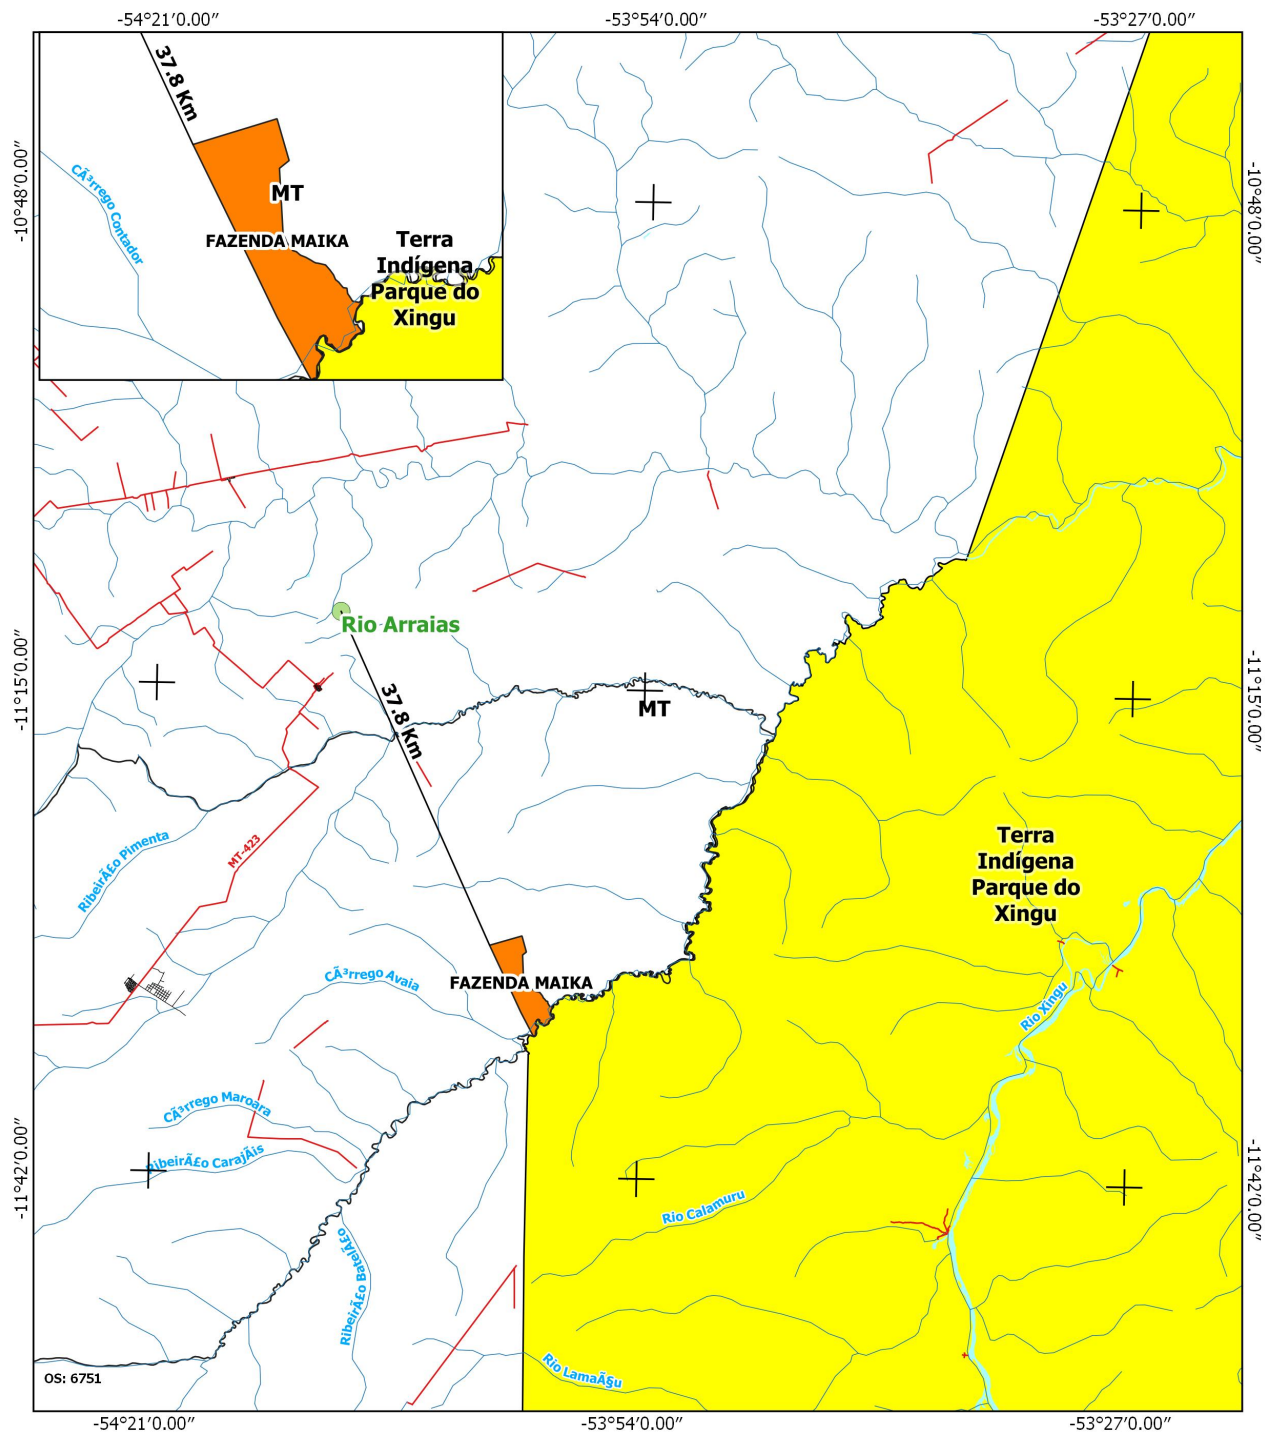 -54°21′0.00″
-53°54′0.00″
-53°27′0.00″
37.8 Km
CÃ³rrego Contador
MT
FAZENDA MAIKA
Terra
Indígena
Parque do
Xingu
-10°48′0.00″
-10°48′0.00″
Rio Arraias
-11°15′0.00″
-11°15′0.00″
37.8 Km
MT
RibeirÃ£o Pimenta
MT-423
Terra
Indígena
Parque do
Xingu
CÃ³rrego Avaia
FAZENDA MAIKA
Rio Xingu
CÃ³rrego Maroara
RibeirÃ£o CarajÃ¡s
-11°42′0.00″
-11°42′0.00″
Rio Calamuru
RibeirÃ£o BatelÃ£o
Rio LamaÃ§u
OS: 6751
-54°21′0.00″
-53°54′0.00″
-53°27′0.00″